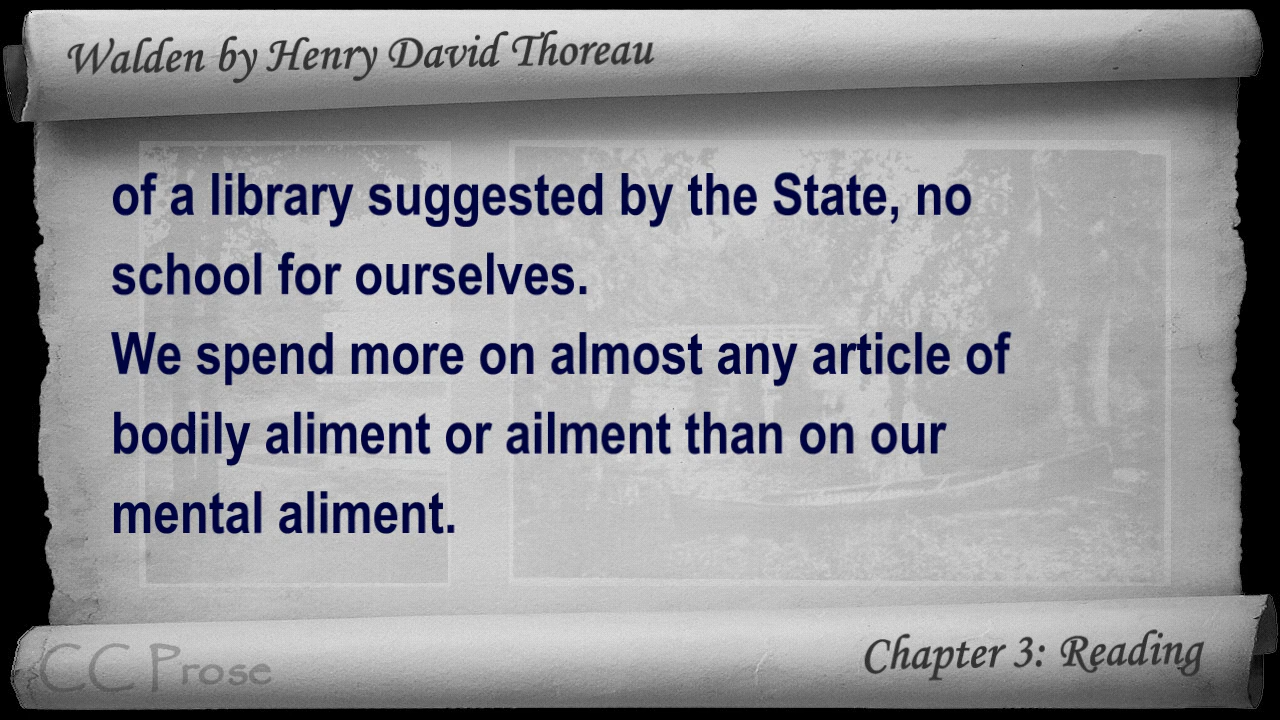 Walden by Henry David Thoreau
of a library suggested by the State, no
school for ourselves.
We spend more on almost any article of
bodily aliment or ailment than on our
mental aliment.
CC Prose
Chapter 3: Reading